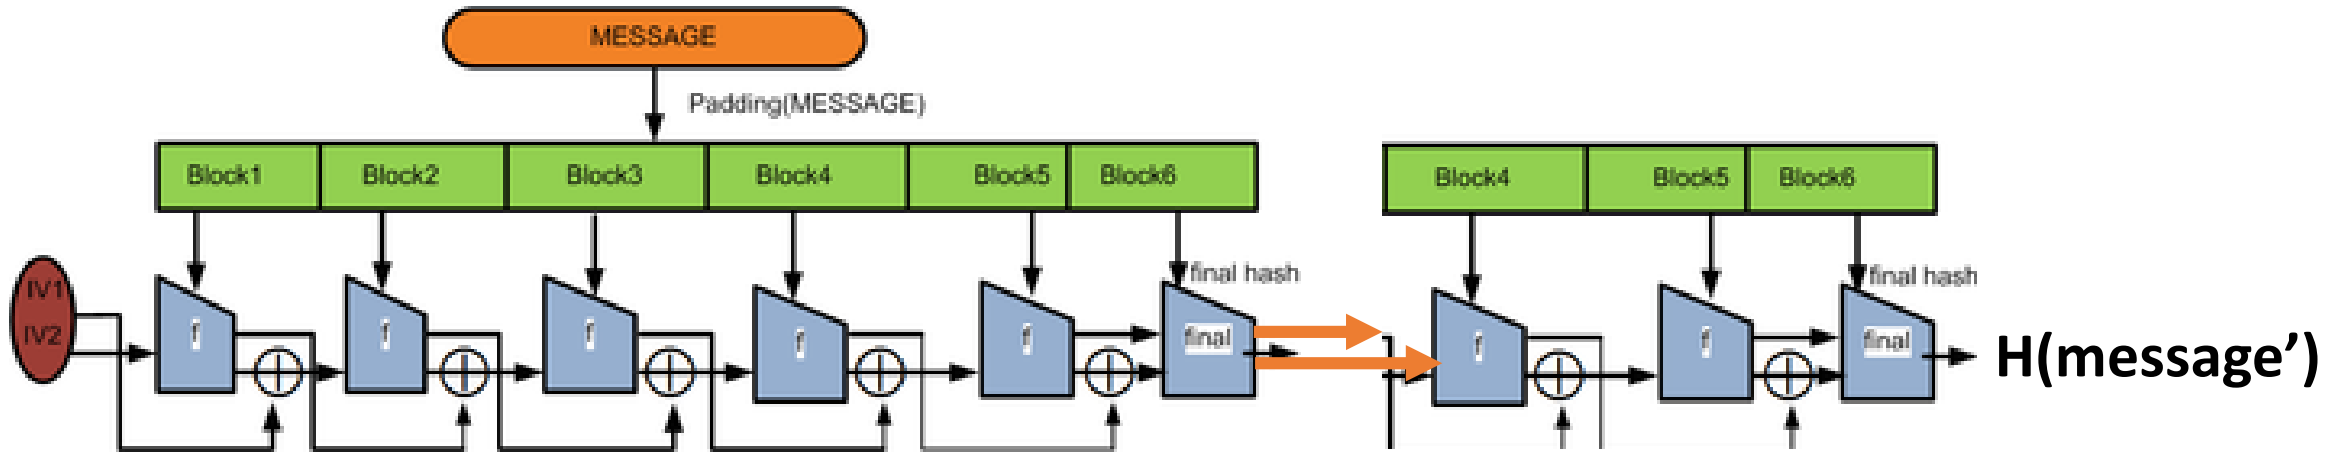 MESSAGE
Padding(MESSAGE)
Block1 Block2 Block3 Block4 Block5 Block6 Block4 Block5 Block6
final hash final hash
IV1
IV2
f f f f f final f f final
H(message’)